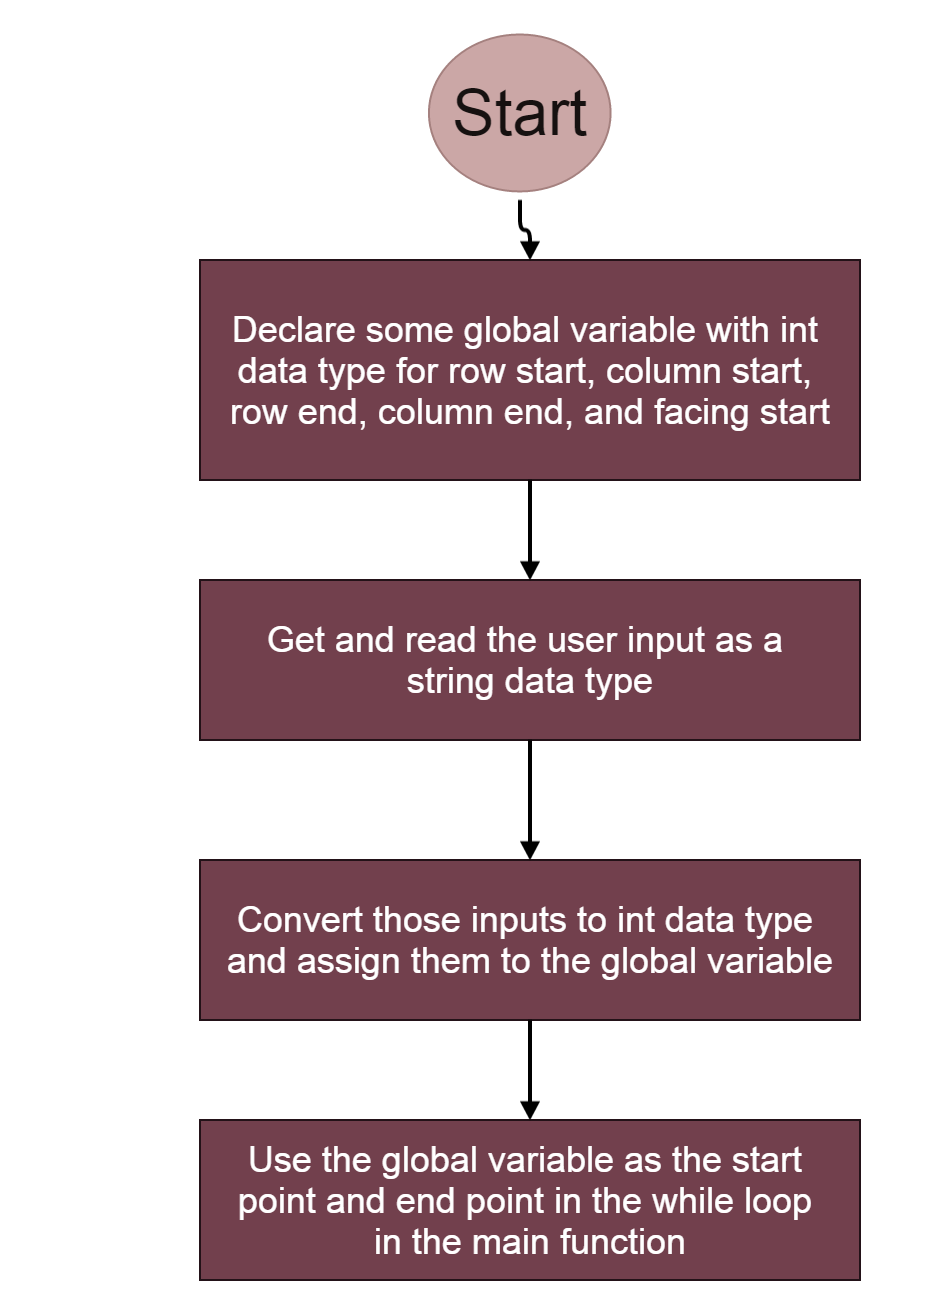 Start
Declare some global variable with int
data type for row start, column start,
row end, column end, and facing start
Get and read the user input as a
string data type
Convert those inputs to int data type
and assign them to the global variable
Use the global variable as the start
point and end point in the while loop
in the main function